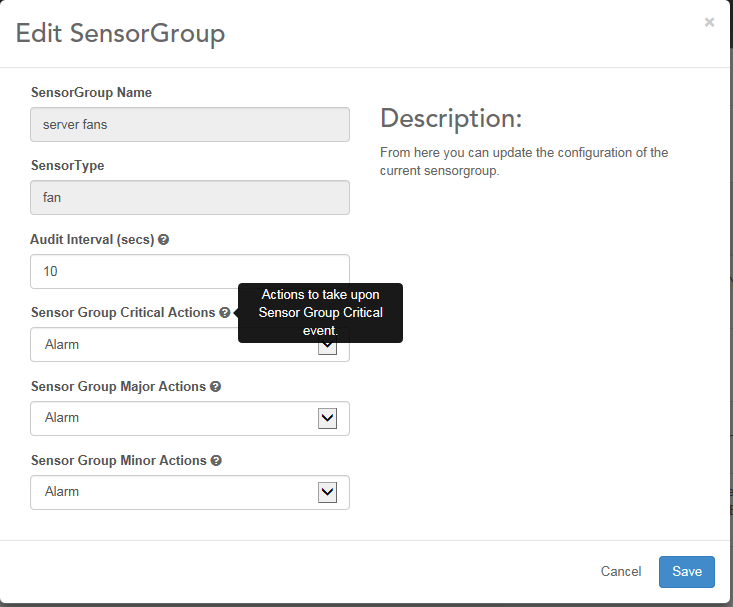 Edit SensorGroup
×
SensorGroup Name
server fans
SensorType
fan
Audit Interval (secs)
10
Sensor Group Critical Actions
Actions to take upon
Sensor Group Critical
event.
Alarm
Sensor Group Major Actions
Alarm
Sensor Group Minor Actions
Alarm
Description:
From here you can update the configuration of the
current sensorgroup.
Cancel
Save